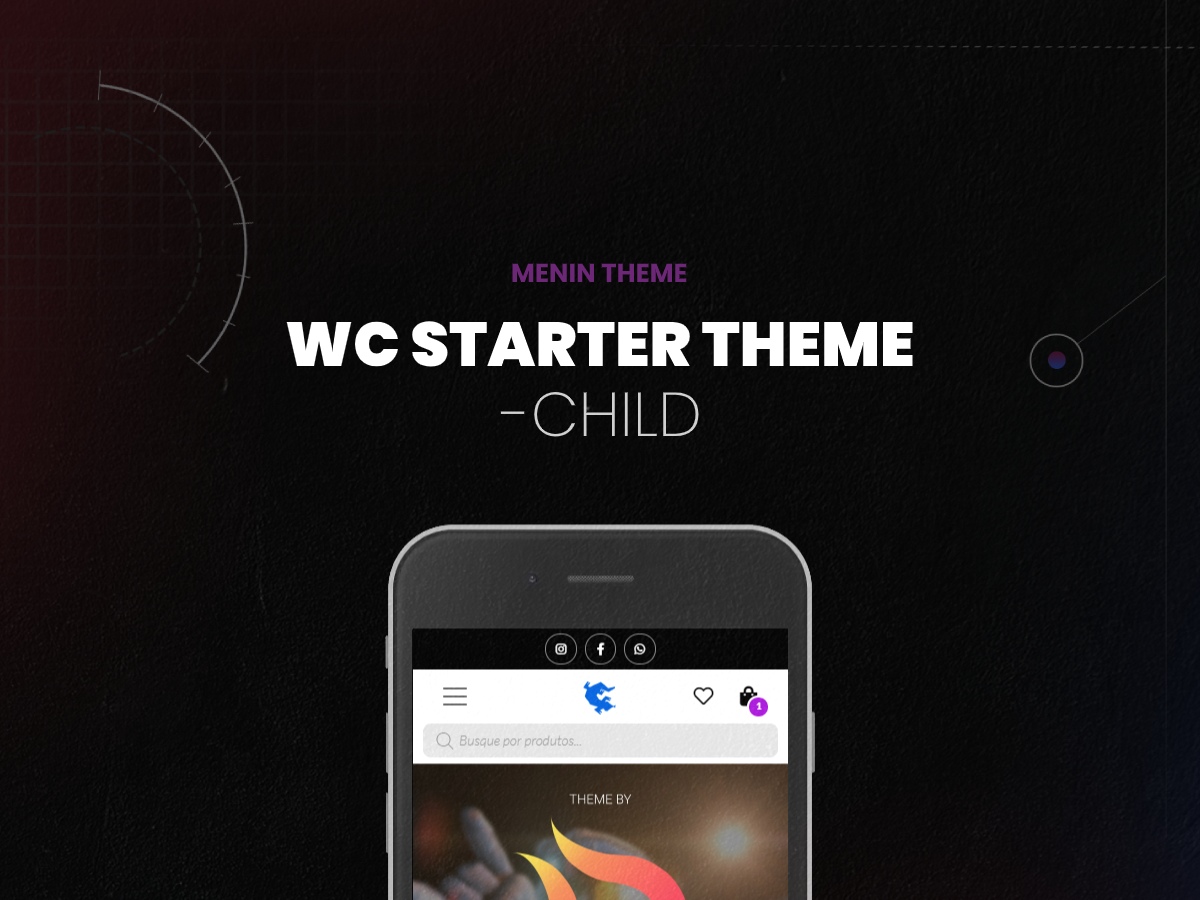 MENIN THEME
WC STARTER THEME
-CHILD
1
Busque por produtos...
THEME BY